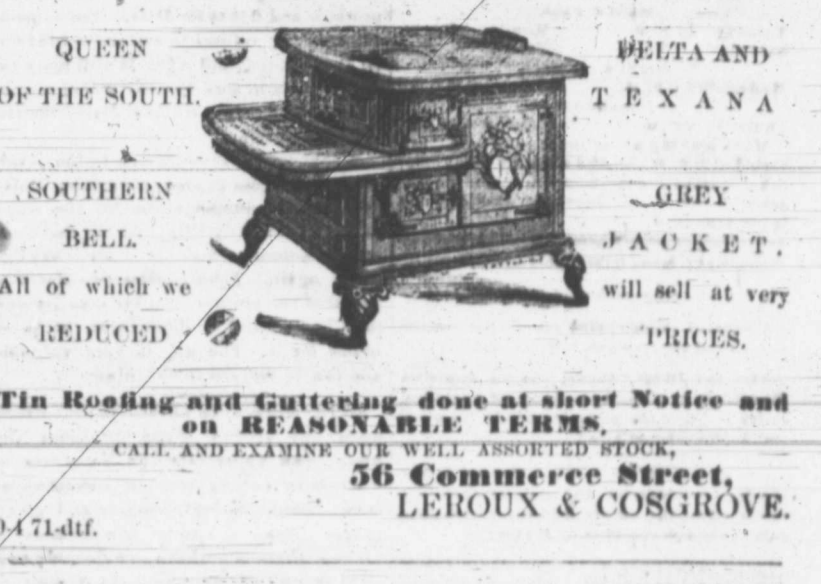 QUEEN
OF THE SOUTH.
DELTA AND
TEXANA
SOUTHERN
BELL.
GREY
JACKET.
All of which we
will sell at very
REDUCED
PRICES.
Tin Roofing and Guttering done at short Notice and
on REASONABLE TERMS.
CALL AND EXAMINE OUR WELL ASSORTED STOCK,
56 Commerce Street,
LEROUX & COSGROVE.
71-dtf.